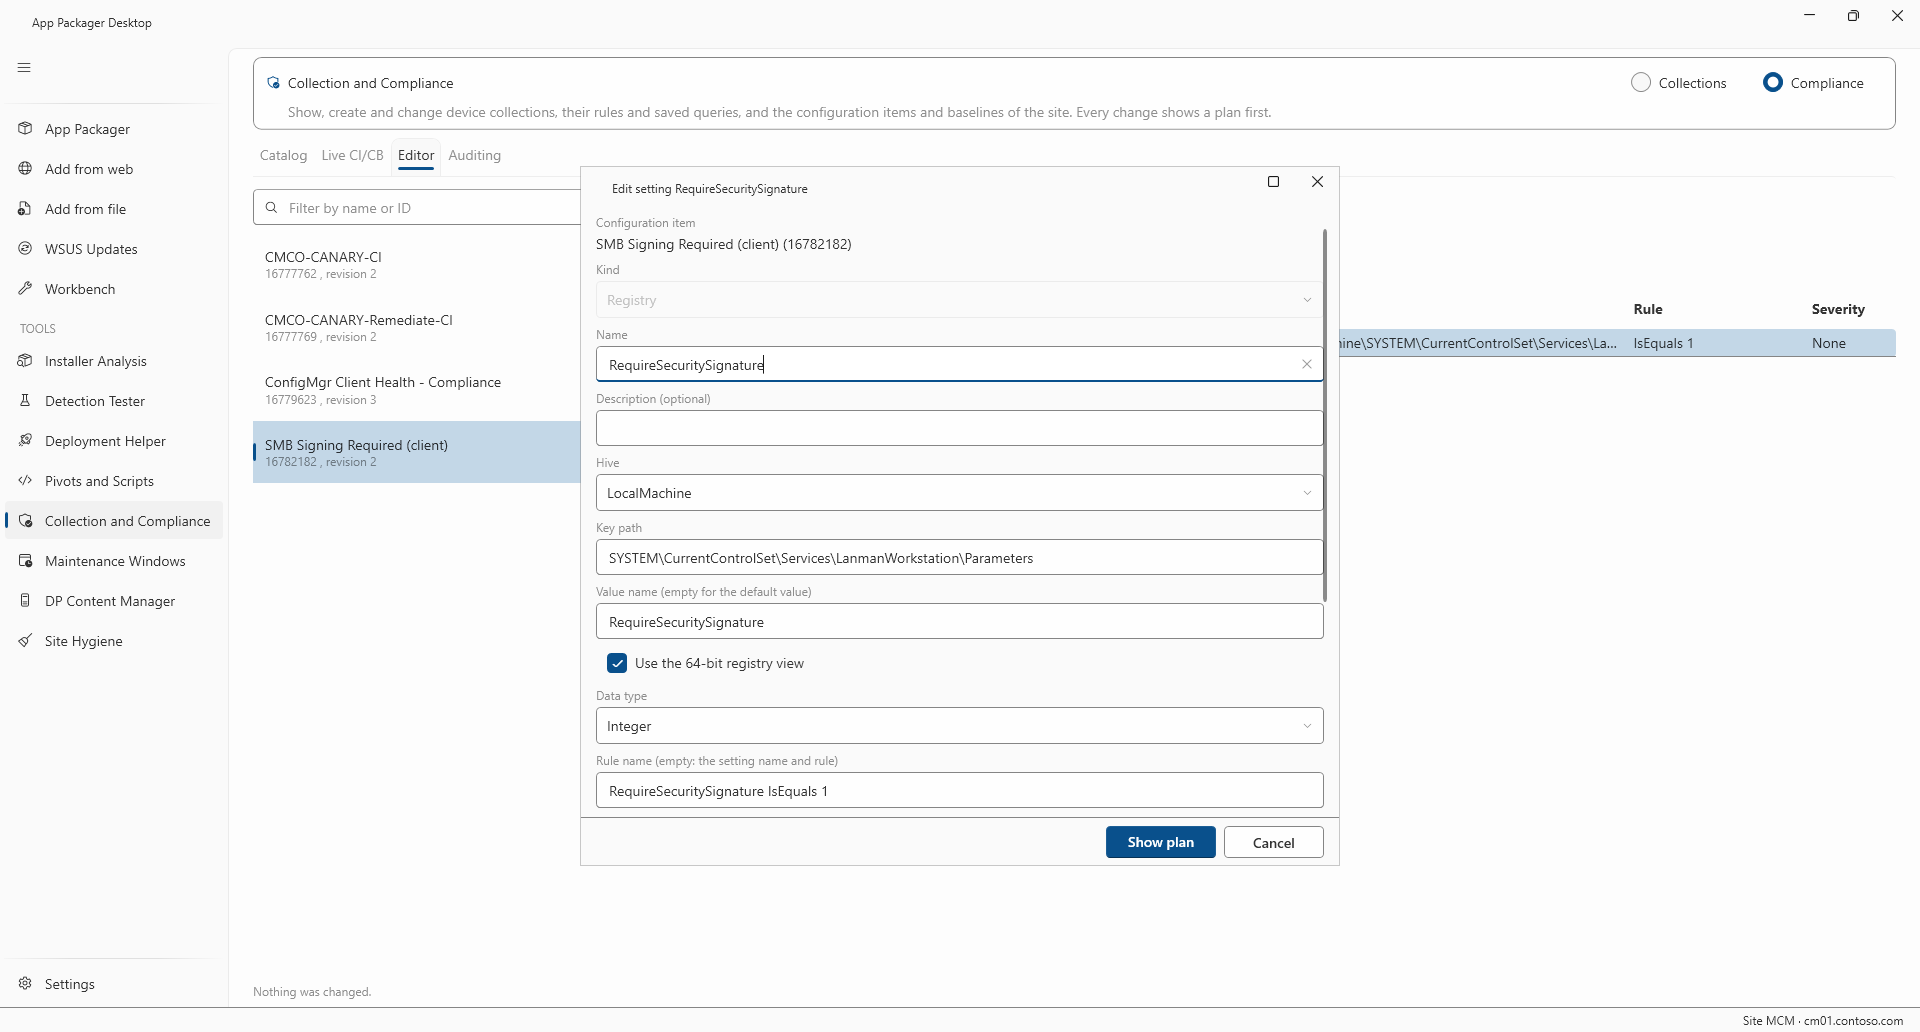 App Packager Desktop
Collection and Compliance
Collections
Compliance
Show, create and change device collections, their rules and saved queries, and the configuration items and baselines of the site. Every change shows a plan first.
App Packager
Add from web
Add from file
WSUS Updates
Workbench
TOOLS
Installer Analysis
Detection Tester
Deployment Helper
Pivots and Scripts
Collection and Compliance
Maintenance Windows
DP Content Manager
Site Hygiene
Settings
Catalog
Live CI/CB
Editor
Auditing
Filter by name or ID
CMCO-CANARY-CI
16777762 , revision 2
CMCO-CANARY-Remediate-CI
16777769 , revision 2
ConfigMgr Client Health - Compliance
16779623 , revision 3
SMB Signing Required (client)
16782182 , revision 2
Edit setting RequireSecuritySignature
Configuration item
SMB Signing Required (client) (16782182)
Kind
Registry
Name
RequireSecuritySignature
Description (optional)
Hive
LocalMachine
Key path
SYSTEM\CurrentControlSet\Services\LanmanWorkstation\Parameters
Value name (empty for the default value)
RequireSecuritySignature
Use the 64-bit registry view
Data type
Integer
Rule name (empty: the setting name and rule)
RequireSecuritySignature IsEquals 1
Show plan
Cancel
Rule
Severity
ine\SYSTEM\CurrentControlSet\Services\La...
IsEquals 1
None
Nothing was changed.
Site MCM · cm01.contoso.com